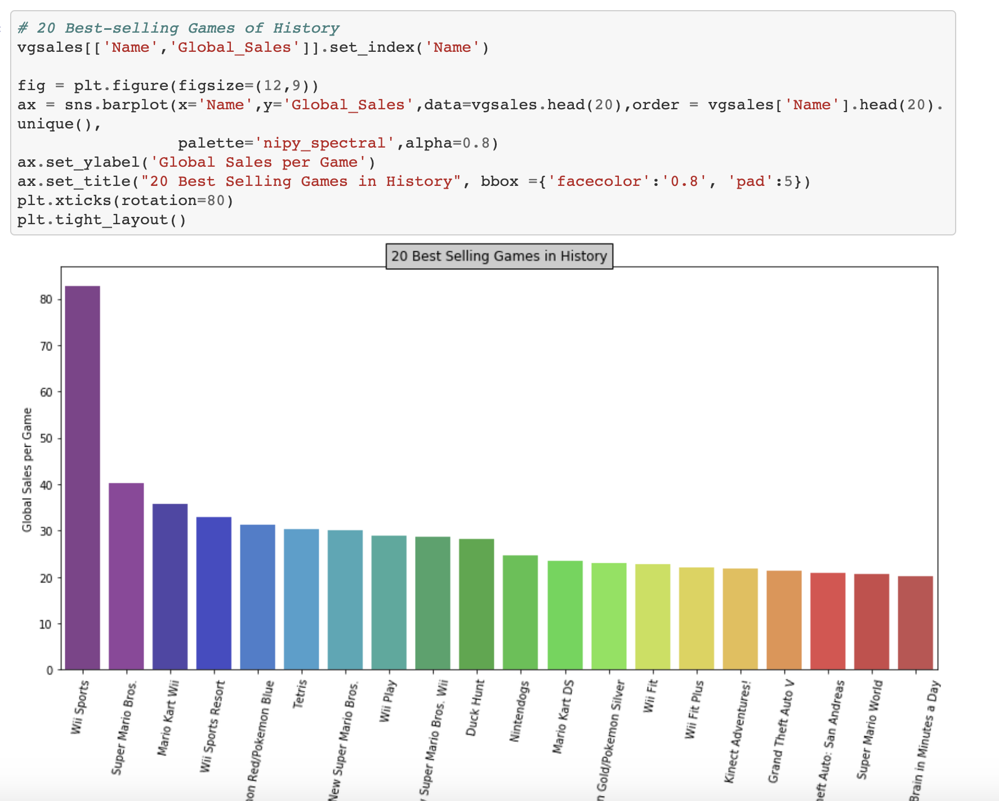 # 20 Best-selling Games of History
vgsales[['Name','Global_Sales']].set_index('Name')
fig = plt.figure(figsize=(12,9))
ax = sns.barplot(x='Name',y='Global_Sales',data=vgsales.head(20),order = vgsales['Name'].head(20).
unique(),
palette='nipy_spectral',alpha=0.8)
ax.set_ylabel('Global Sales per Game')
ax.set_title("20 Best Selling Games in History", bbox ={'facecolor':'0.8', 'pad':5})
plt.xticks(rotation=80)
plt.tight_layout()
20 Best Selling Games in History
Global Sales per Game
80
70
60
50
40
30
20
10
0
Wii Sports
Super Mario Bros.
Mario Kart Wii
Wii Sports Resort
Red/Pokemon Blue
Tetris
New Super Mario Bros.
Wii Play
Super Mario Bros. Wii
Duck Hunt
Nintendogs
Mario Kart DS
Gold/Pokemon Silver
Wii Fit
Wii Fit Plus
Kinect Adventures!
Grand Theft Auto V
Auto: San Andreas
Super Mario World
Brain in Minutes a Day